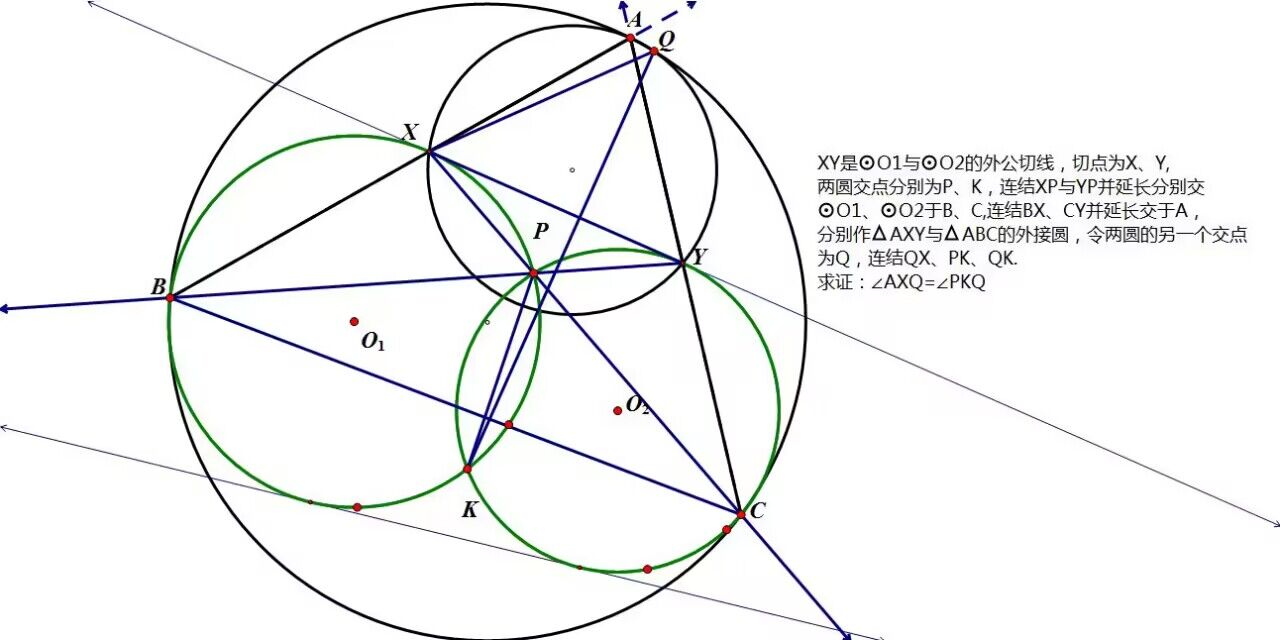 A
Q
X
P
Y
B
O1
O2
K
C
XY是⊙O1与⊙O2的外公切线，切点为X、Y,
两圆交点分别为P、K，连结XP与YP并延长分别交
⊙O1、⊙O2于B、C,连结BX、CY并延长交于A，
分别作ΔAXY与ΔABC的外接圆，令两圆的另一个交点
为Q，连结QX、PK、QK.
求证：∠AXQ=∠PKQ